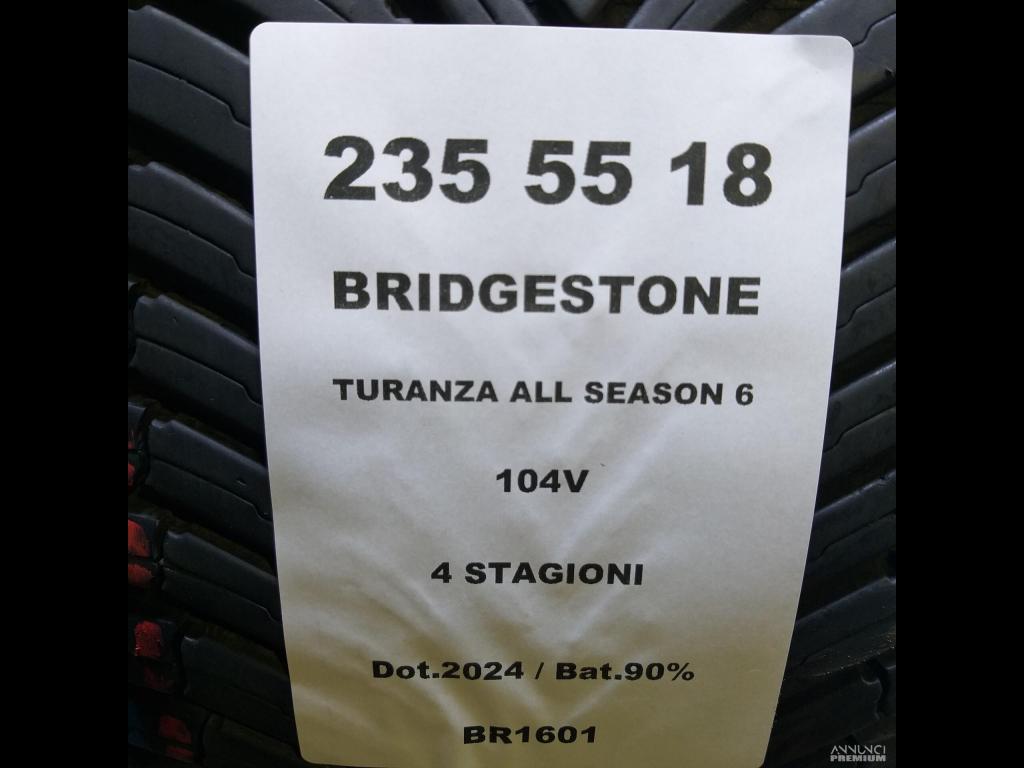 235 55 18
BRIDGESTONE
TURANZA ALL SEASON 6
104V
4 STAGIONI
Dot.2024 / Bat.90%
BR1601
ANNUNCI
PREMIUM